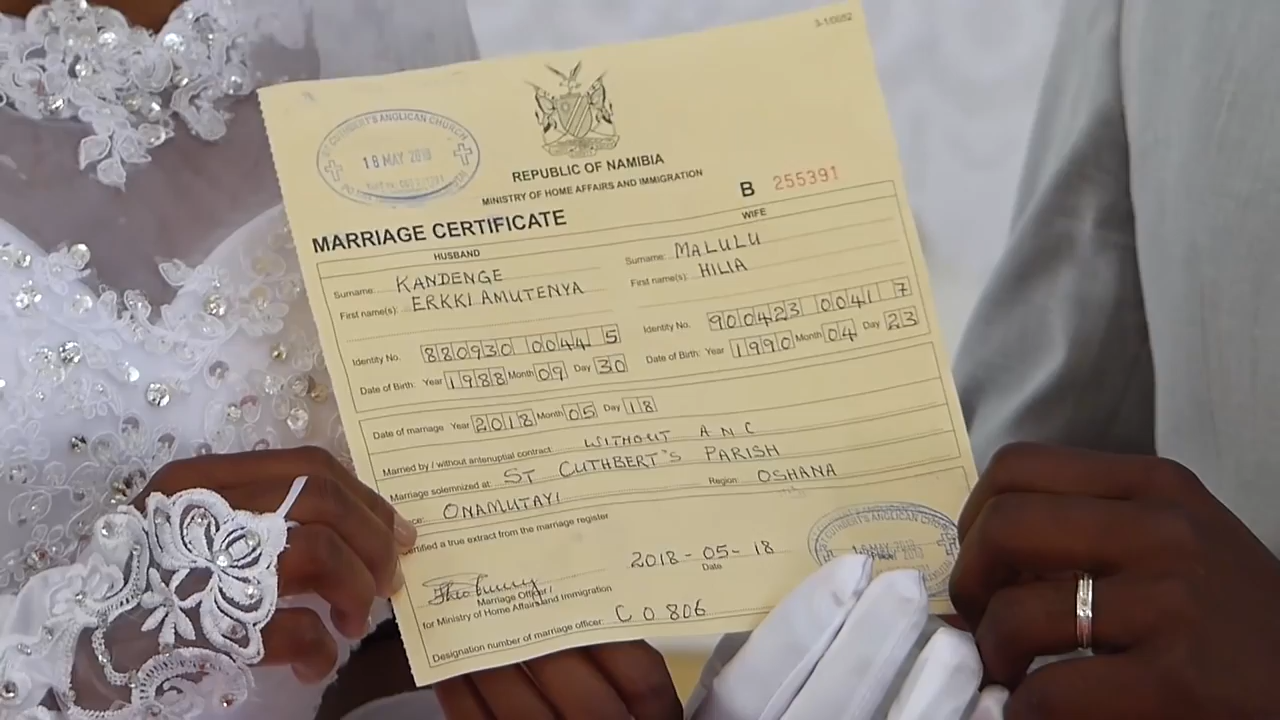 3-1/0682
ST CUTHBERT'S ANGLICAN CHURCH
18 MAY 2018
REPUBLIC OF NAMIBIA
MINISTRY OF HOME AFFAIRS AND IMMIGRATION
B 255391
MARRIAGE CERTIFICATE
HUSBAND
WIFE
Surname: KANDENGE
Surname: MALULU
First name(s): ERKKI AMUTENYA
First name(s): HILIA
Identity No. 880930 0044 5
Identity No. 900423 0041 7
Date of Birth: Year 1988 Month 09 Day 30
Date of Birth: Year 1990 Month 04 Day 23
Date of marriage Year 2018 Month 05 Day 18
Married by / without antenuptial contract: WITHOUT A N C
Marriage solemnized at: ST CUTHBERT'S PARISH
ONAMUTAYI Region: OSHANA
Certified a true extract from the marriage register
2018-05-18
Date
Marriage Officer /
for Ministry of Home Affairs and Immigration
Designation number of marriage officer: C0806
ST CUTHBERT'S ANGLICAN CHURCH
18 MAY 2018